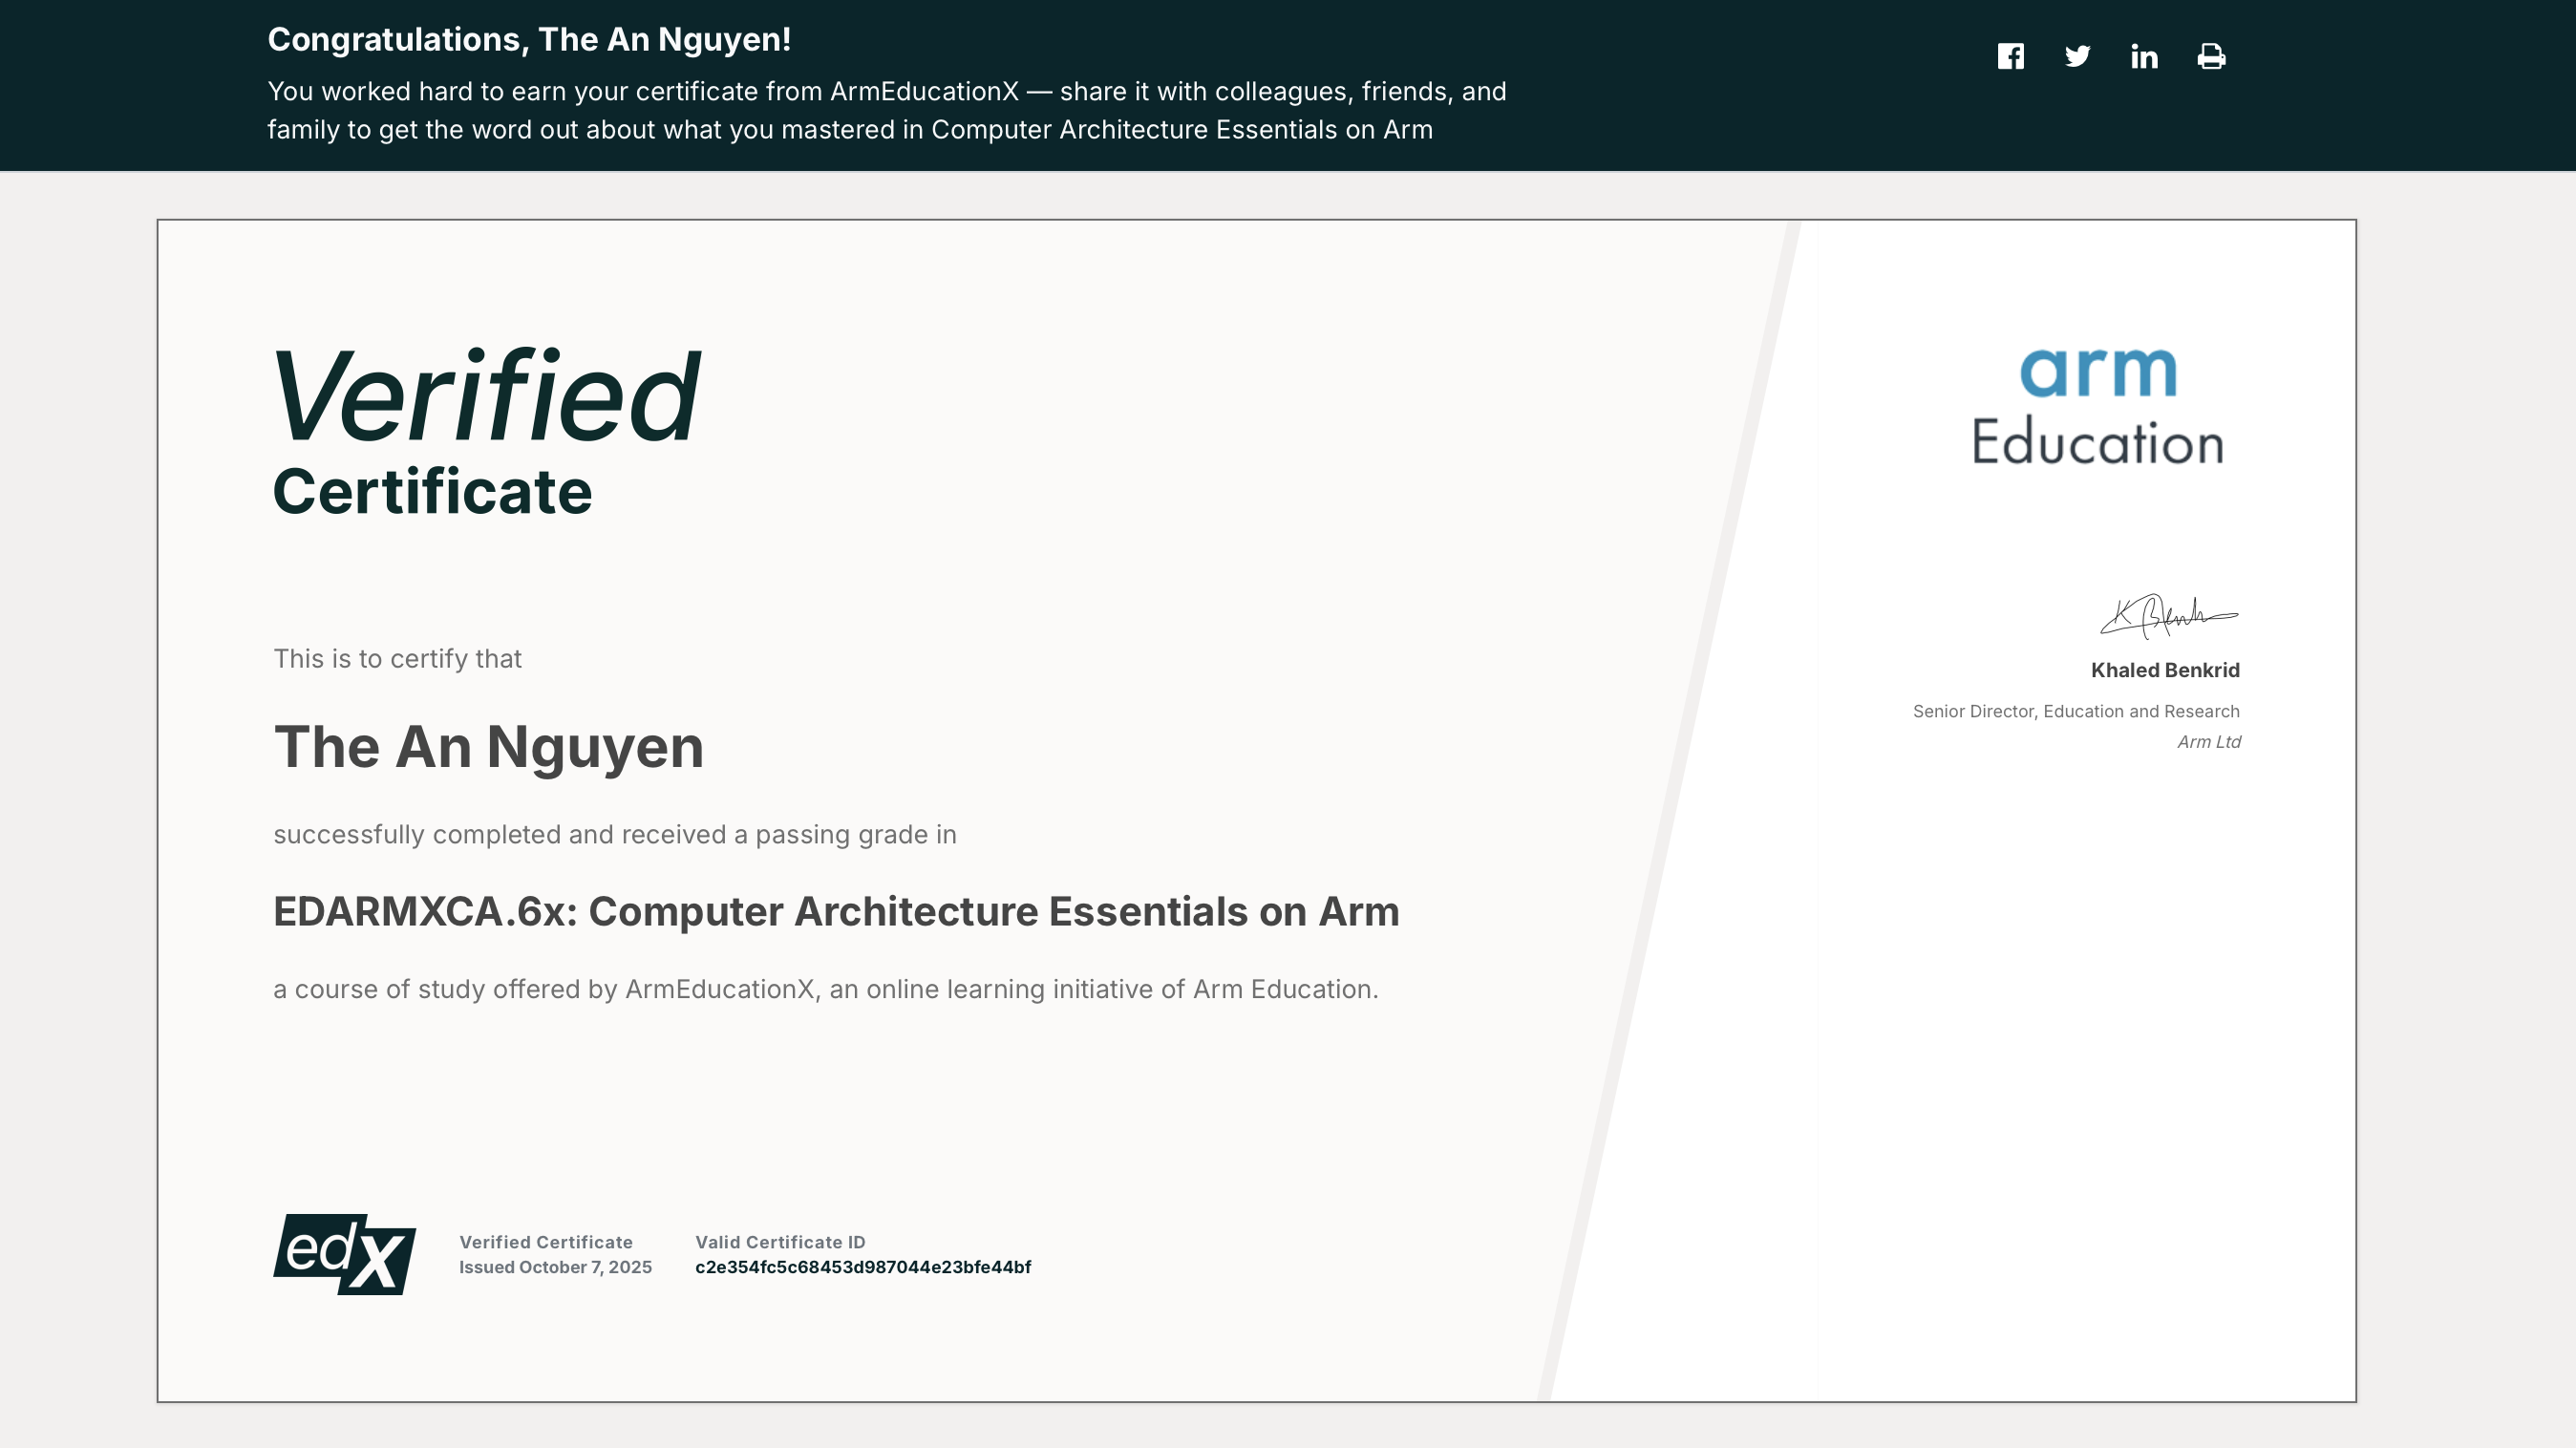 Congratulations, The An Nguyen!
You worked hard to earn your certificate from ArmEducationX — share it with colleagues, friends, and
family to get the word out about what you mastered in Computer Architecture Essentials on Arm
Verified
Certificate
arm
Education
This is to certify that
The An Nguyen
successfully completed and received a passing grade in
EDARMXCA.6x: Computer Architecture Essentials on Arm
a course of study offered by ArmEducationX, an online learning initiative of Arm Education.
K Benk
Khaled Benkrid
Senior Director, Education and Research
Arm Ltd
edX
Verified Certificate
Issued October 7, 2025
Valid Certificate ID
c2e354fc5c68453d987044e23bfe44bf